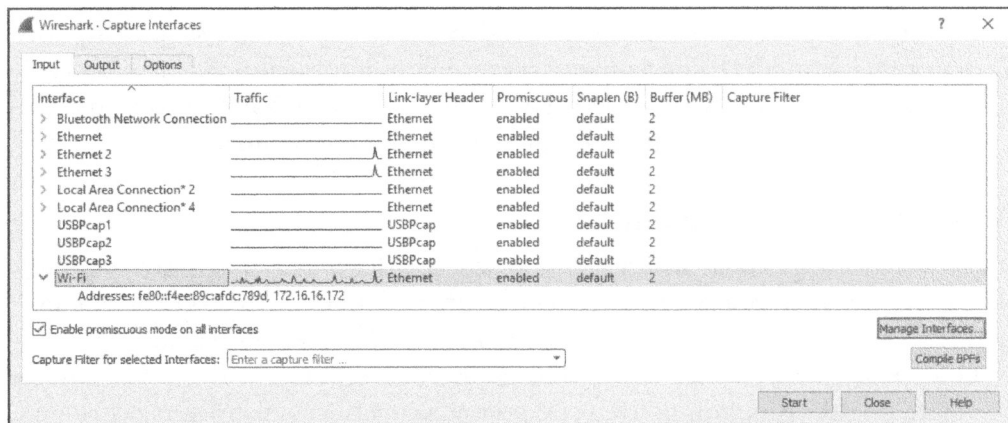 Wireshark · Capture Interfaces ? ×
Input Output Options
Interface Traffic Link-layer Header Promiscuous Snaplen (B) Buffer (MB) Capture Filter
Bluetooth Network Connection Ethernet enabled default 2
Ethernet Ethernet enabled default 2
Ethernet 2 Ethernet enabled default 2
Ethernet 3 Ethernet enabled default 2
Local Area Connection* 2 Ethernet enabled default 2
Local Area Connection* 4 Ethernet enabled default 2
USBPcap1 USBPcap enabled default 2
USBPcap2 USBPcap enabled default 2
USBPcap3 USBPcap enabled default 2
Wi-Fi Ethernet enabled default 2
Addresses: fe80::f4ee:89c:afdc:789d, 172.16.16.172
Enable promiscuous mode on all interfaces Manage Interfaces...
Capture Filter for selected Interfaces: Enter a capture filter ... Compile BPFs
Start Close Help